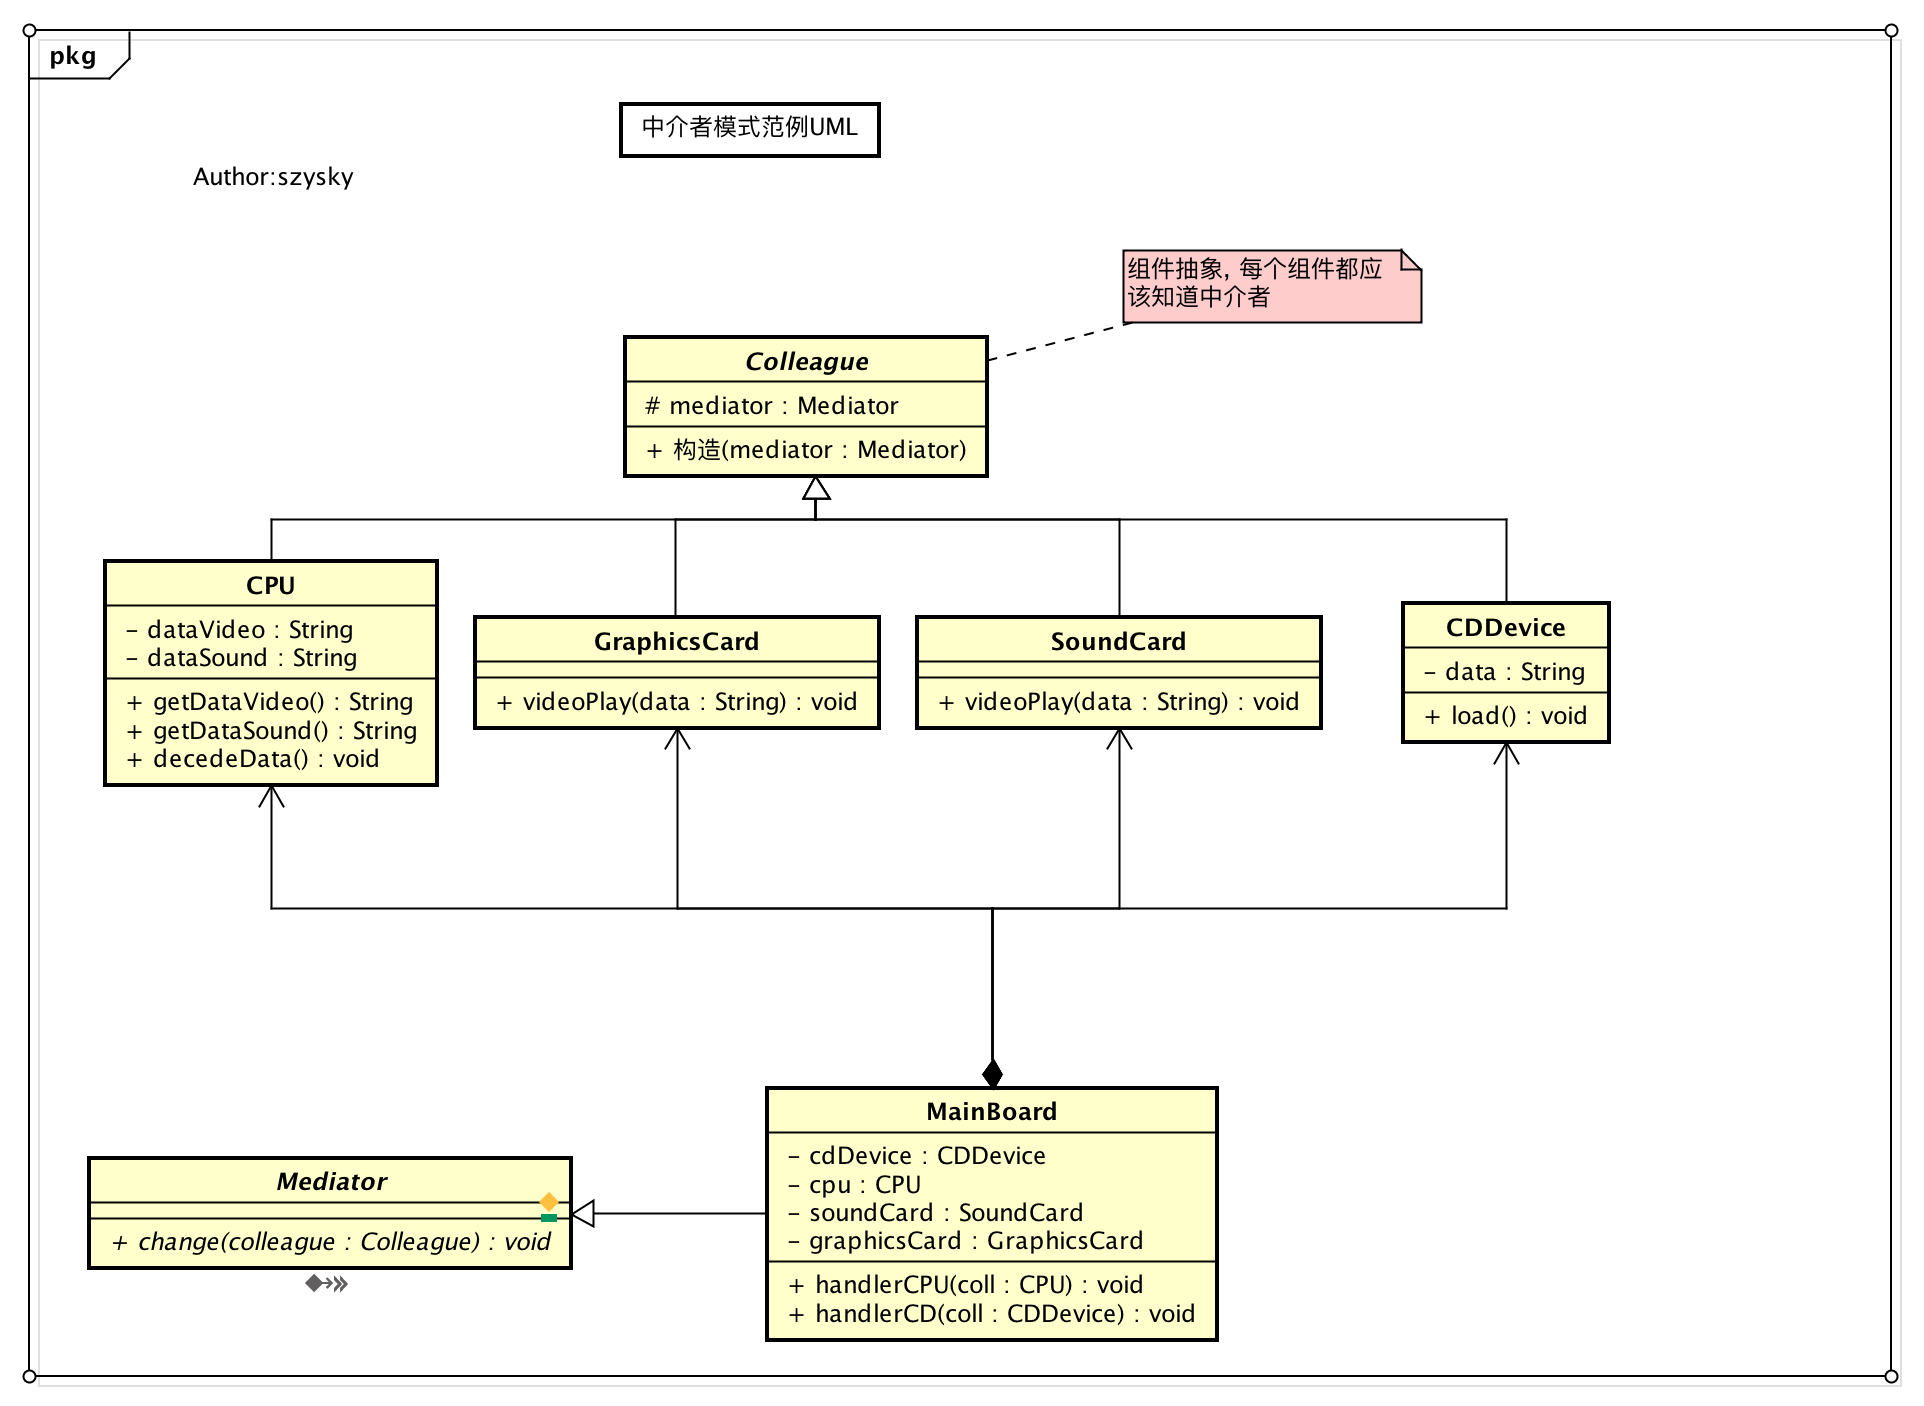 pkg
中介者模式范例UML
Author:szysky
组件抽象, 每个组件都应
该知道中介者
Colleague
# mediator : Mediator
+ 构造(mediator : Mediator)
CPU
- dataVideo : String
- dataSound : String
+ getDataVideo() : String
+ getDataSound() : String
+ decedeData() : void
GraphicsCard
+ videoPlay(data : String) : void
SoundCard
+ videoPlay(data : String) : void
CDDevice
- data : String
+ load() : void
MainBoard
- cdDevice : CDDevice
- cpu : CPU
- soundCard : SoundCard
- graphicsCard : GraphicsCard
+ handlerCPU(coll : CPU) : void
+ handlerCD(coll : CDDevice) : void
Mediator
+ change(colleague : Colleague) : void